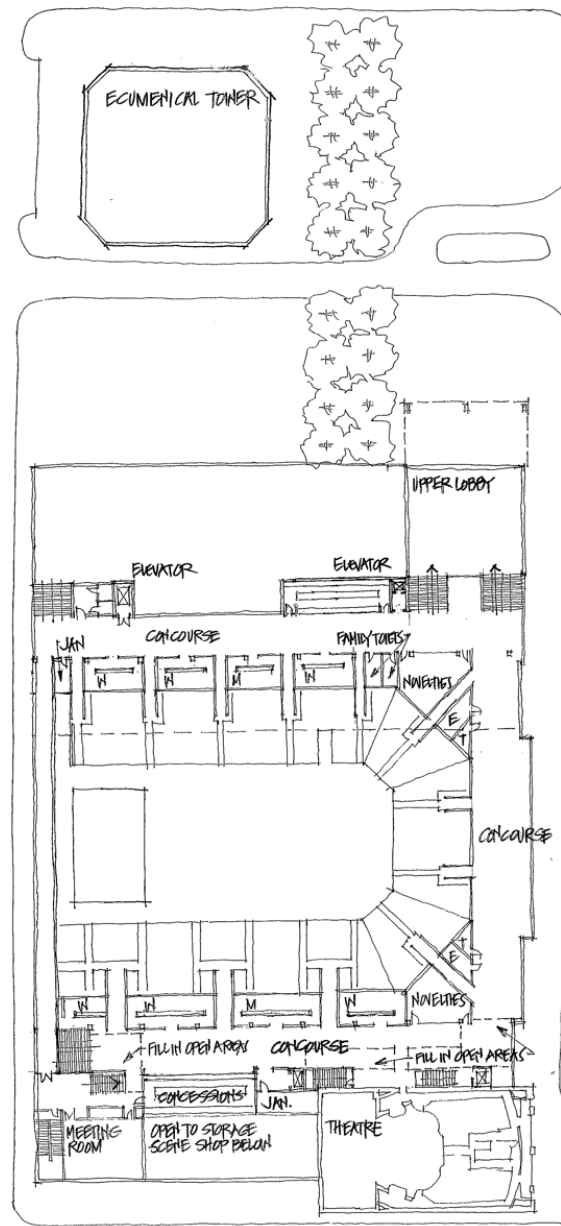 ECUMENICAL TOWER
UPPER LOBBY
ELEVATOR
ELEVATOR
JAN
CONCOURSE
FAMILY TOILETS
W
W
M
W
NOVELTIES
E
T
CONCOURSE
T
E
W
W
M
W
NOVELTIES
FILL IN OPEN AREAS
CONCOURSE
FILL IN OPEN AREAS
W
CONCESSIONS
JAN.
MEETING
ROOM
OPEN TO STORAGE
SCENE SHOP BELOW
THEATRE